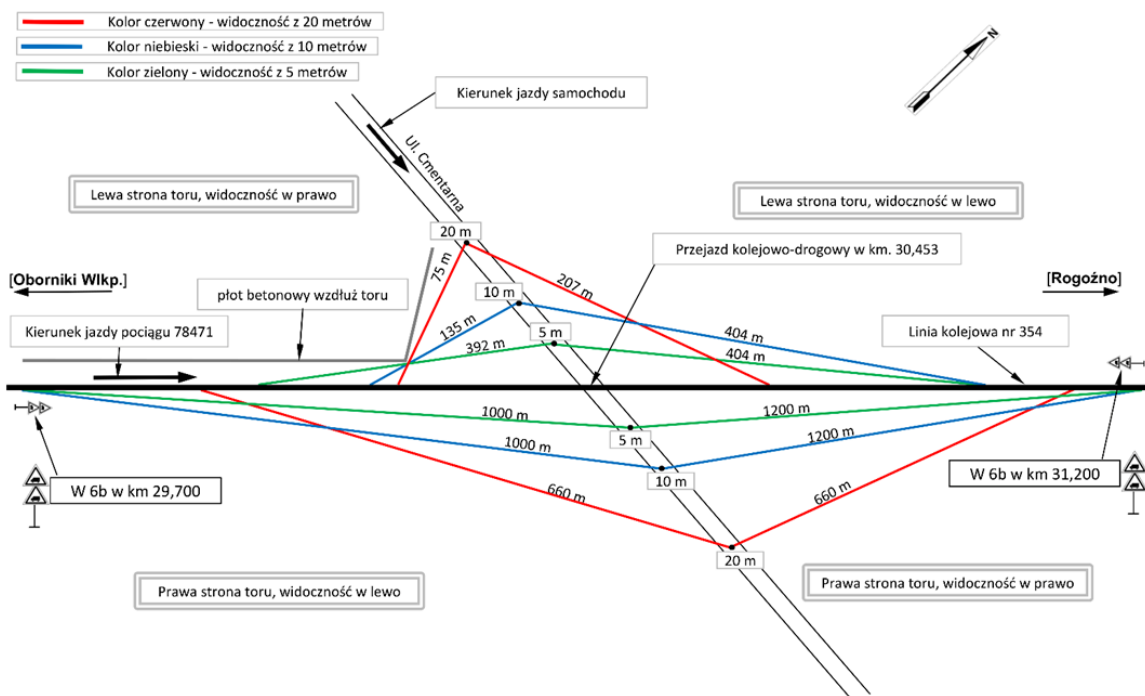 Kolor czerwony - widoczność z 20 metrów
Kolor niebieski - widoczność z 10 metrów
Kolor zielony - widoczność z 5 metrów
N
Kierunek jazdy samochodu
Ul. Cmentarna
Lewa strona toru, widoczność w prawo
Lewa strona toru, widoczność w lewo
20 m
Przejazd kolejowo-drogowy w km. 30,453
[Oborniki Wlkp.]
[Rogoźno]
75 m
207 m
płot betonowy wzdłuż toru
10 m
Kierunek jazdy pociągu 78471
135 m
5 m
404 m
Linia kolejowa nr 354
392 m
404 m
1000 m
1200 m
5 m
1000 m
1200 m
W 6b w km 29,700
10 m
W 6b w km 31,200
660 m
660 m
20 m
Prawa strona toru, widoczność w lewo
Prawa strona toru, widoczność w prawo